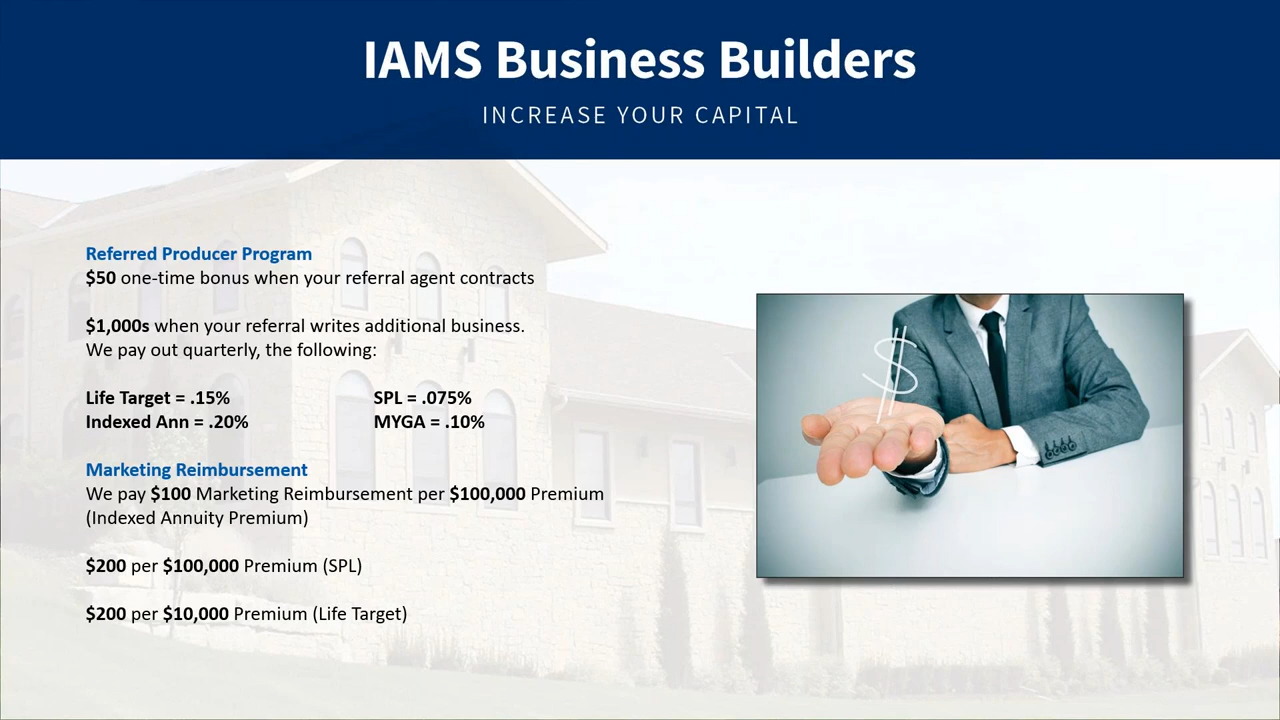 IAMS Business Builders
INCREASE YOUR CAPITAL
Referred Producer Program
$50 one-time bonus when your referral agent contracts
$1,000s when your referral writes additional business.
We pay out quarterly, the following:
Life Target = .15% SPL = .075%
Indexed Ann = .20% MYGA = .10%
Marketing Reimbursement
We pay $100 Marketing Reimbursement per $100,000 Premium
(Indexed Annuity Premium)
$200 per $100,000 Premium (SPL)
$200 per $10,000 Premium (Life Target)
$